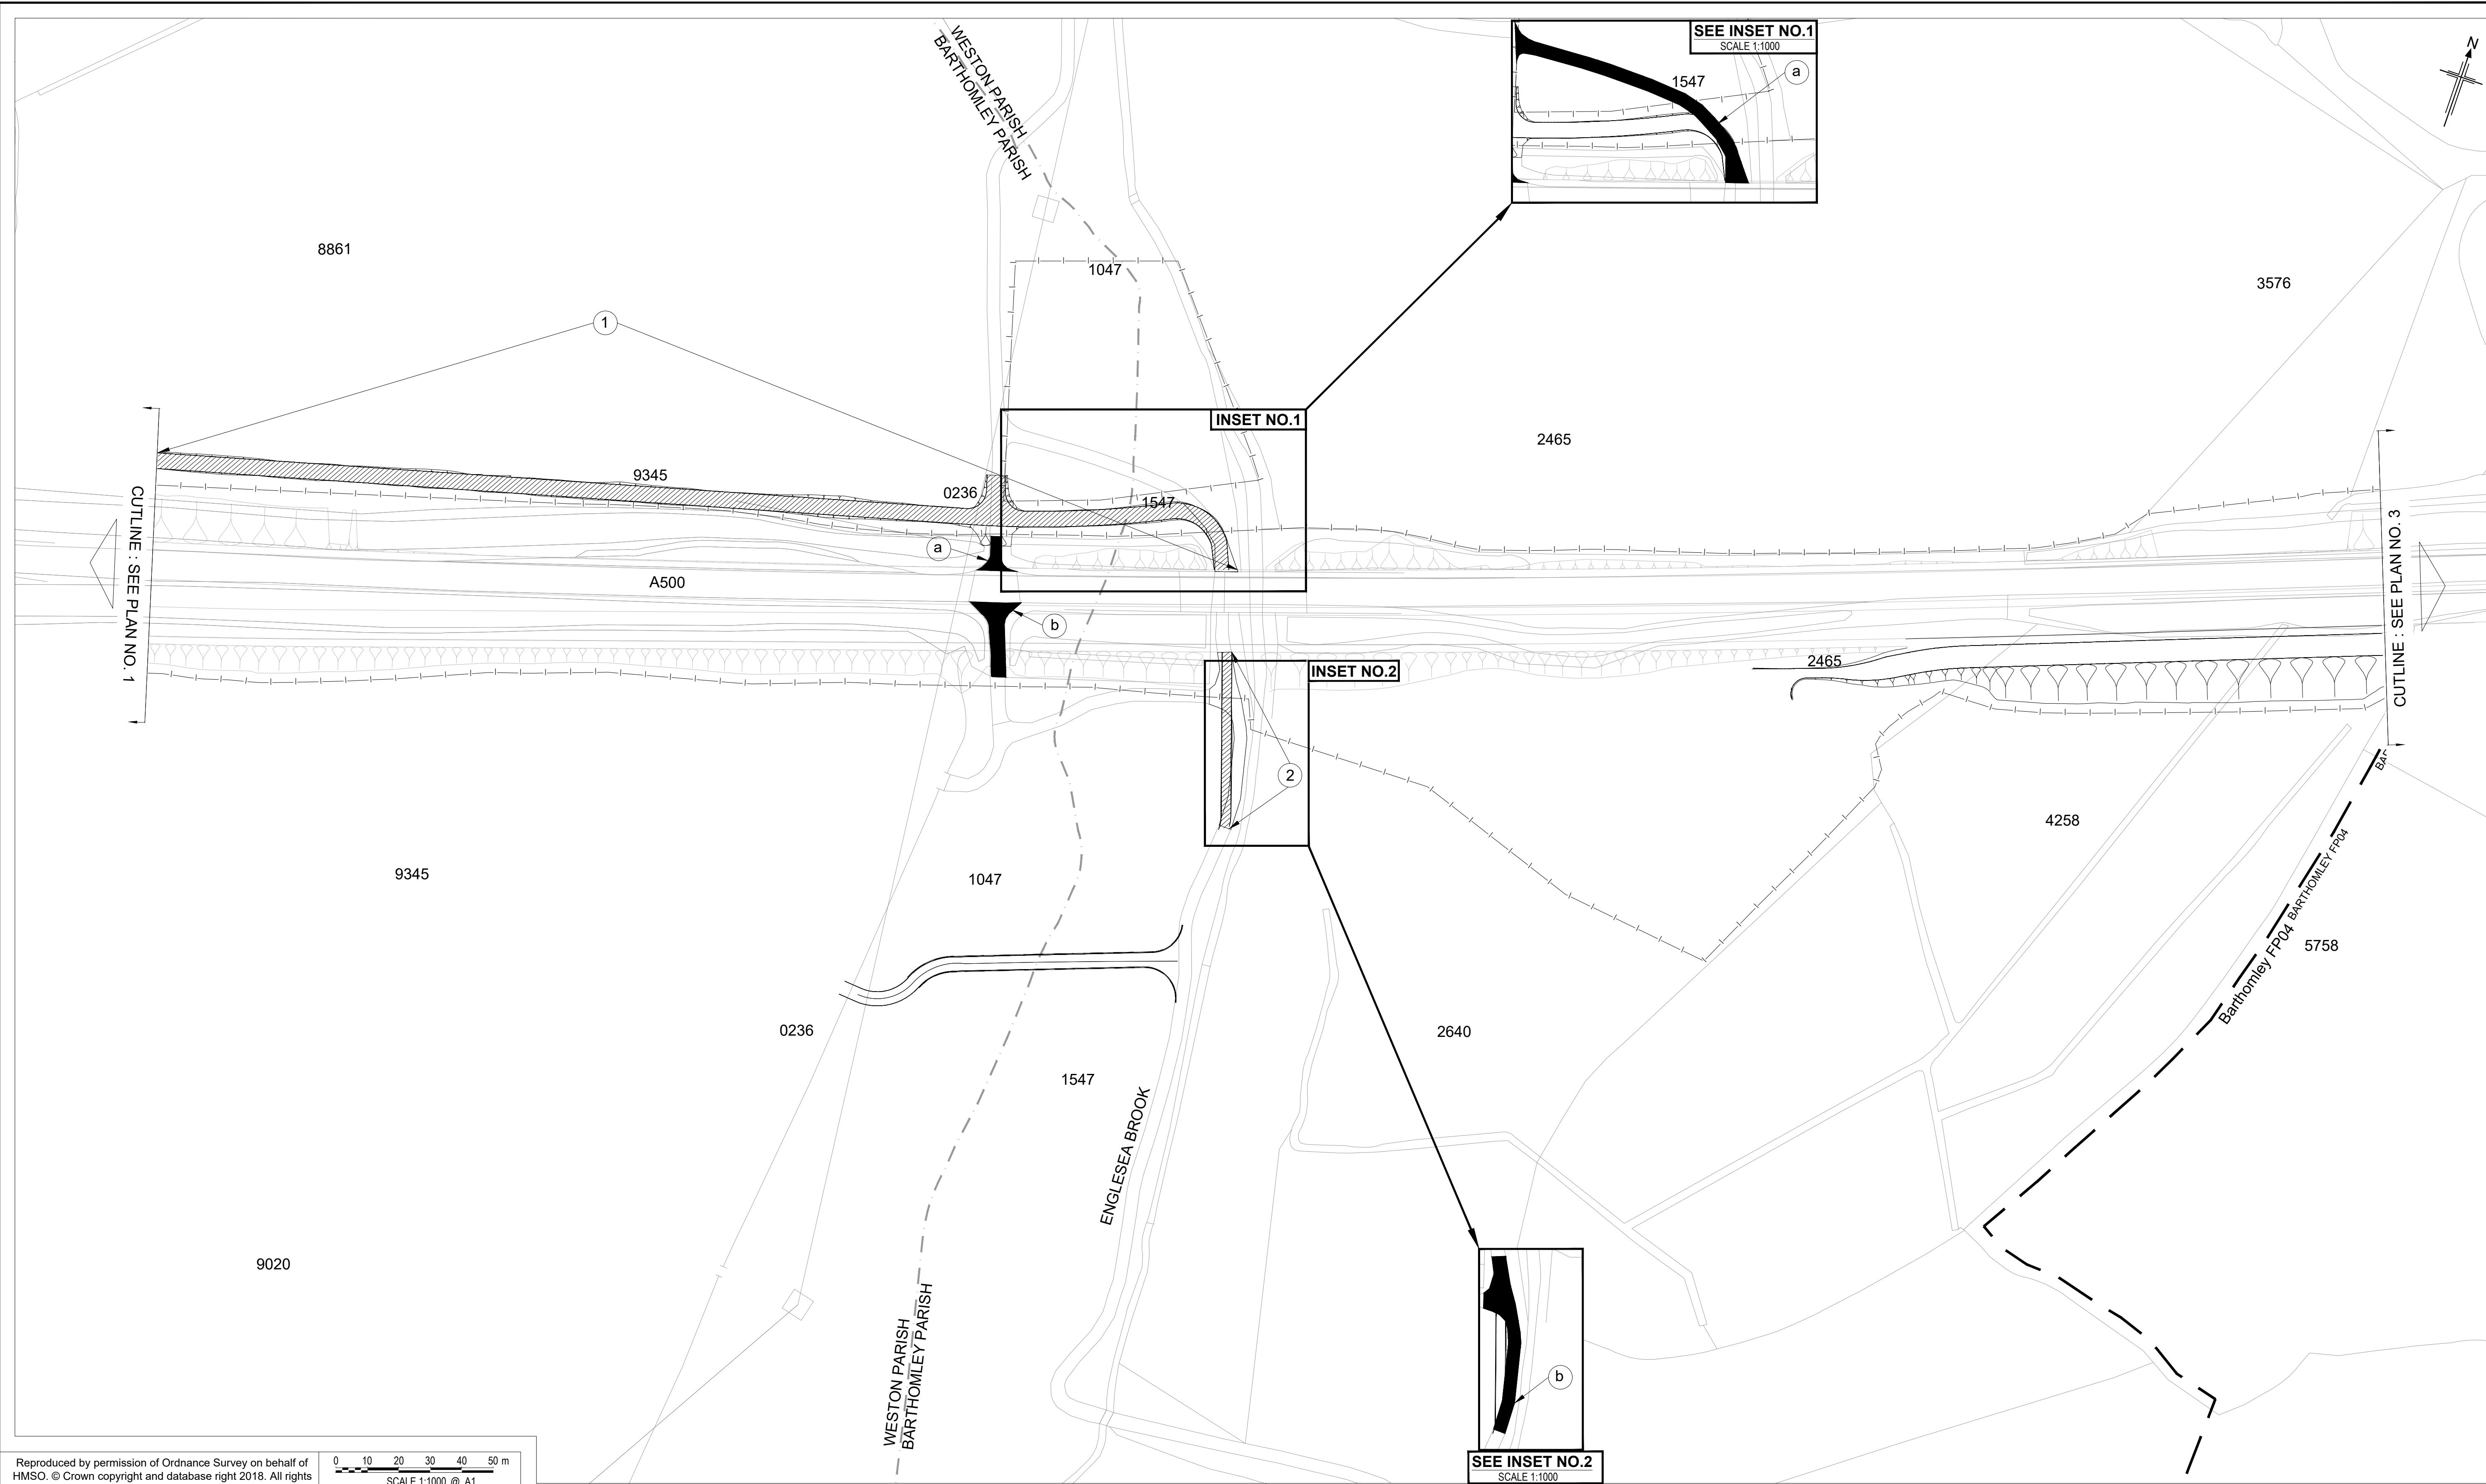 WESTON PARISH
BARTHOMLEY PARISH
SEE INSET NO.1
SCALE 1:1000
1547
a
N
8861
1047
3576
1
INSET NO.1
2465
9345
0236
1547
CUTLINE : SEE PLAN NO. 1
a
A500
b
CUTLINE : SEE PLAN NO. 3
2465
INSET NO.2
2
4258
9345
1047
BARTHOMLEY FP04
Barthomley FP04
5758
0236
2640
1547
ENGLESEA BROOK
9020
WESTON PARISH
BARTHOMLEY PARISH
b
SEE INSET NO.2
SCALE 1:1000
Reproduced by permission of Ordnance Survey on behalf of
HMSO. © Crown copyright and database right 2018. All rights
0 10 20 30 40 50 m
SCALE 1:1000 @ A1